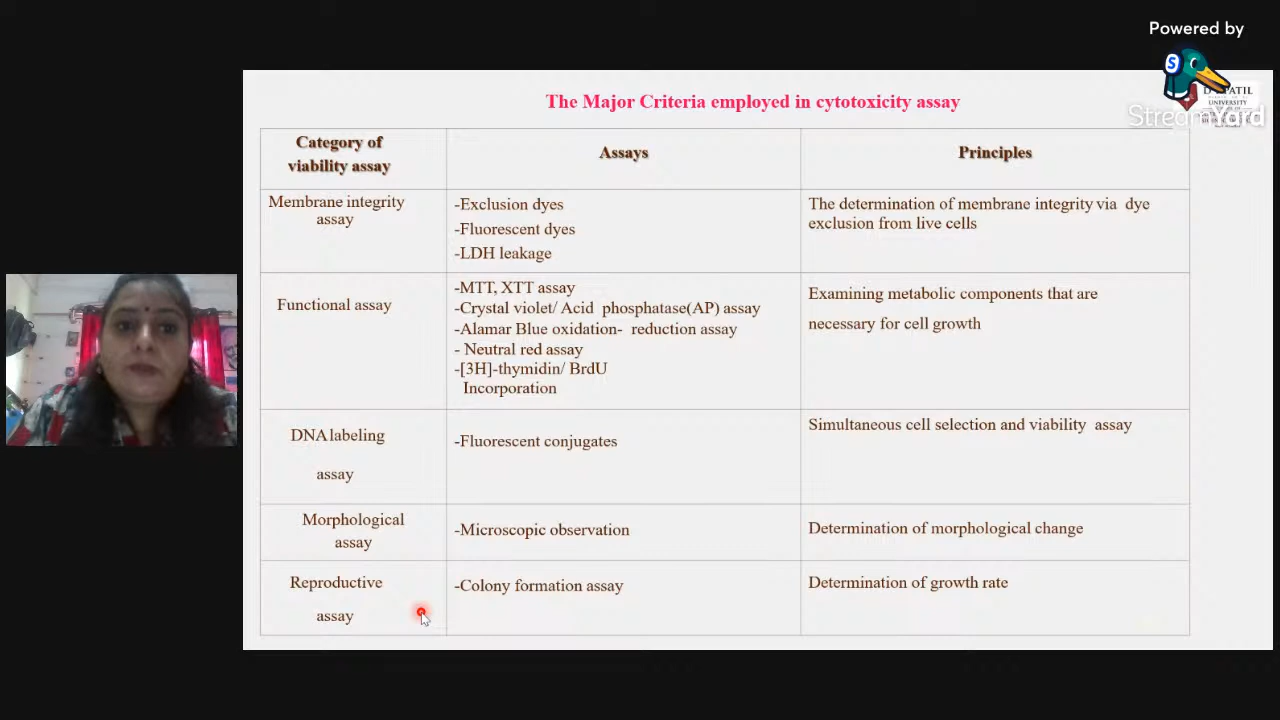 Powered by
S
StreamYard
D Y PATIL
UNIVERSITY
The Major Criteria employed in cytotoxicity assay
Category of
viability assay
Assays
Principles
Membrane integrity
assay
-Exclusion dyes
-Fluorescent dyes
-LDH leakage
The determination of membrane integrity via dye
exclusion from live cells
Functional assay
-MTT, XTT assay
-Crystal violet/ Acid phosphatase(AP) assay
-Alamar Blue oxidation- reduction assay
- Neutral red assay
-[3H]-thymidin/ BrdU
Incorporation
Examining metabolic components that are
necessary for cell growth
DNA labeling
assay
-Fluorescent conjugates
Simultaneous cell selection and viability assay
Morphological
assay
-Microscopic observation
Determination of morphological change
Reproductive
assay
-Colony formation assay
Determination of growth rate